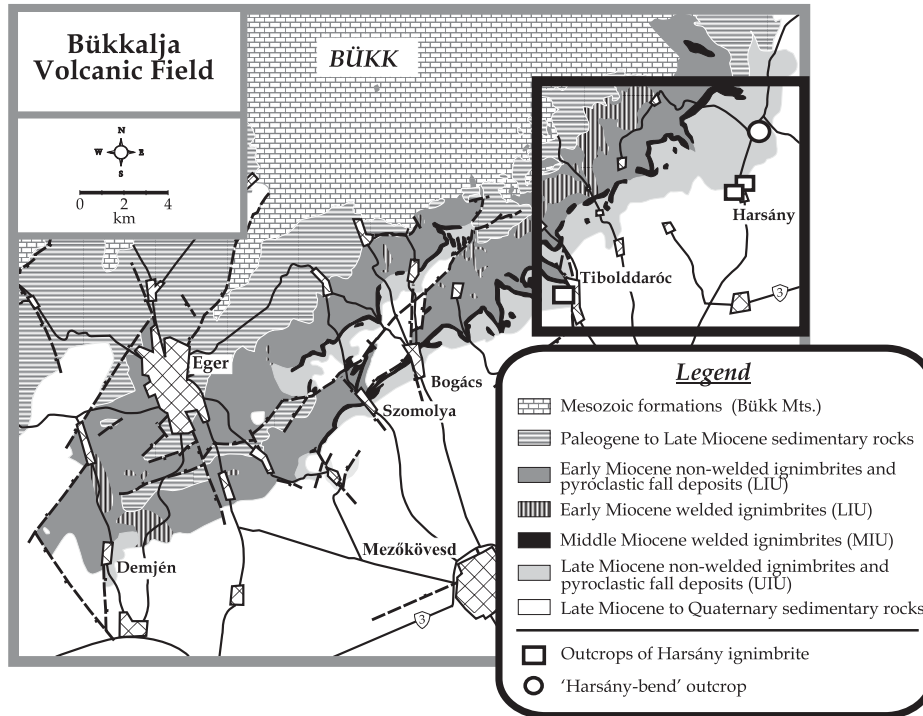 Bükkalja
Volcanic Field
BÜKK
N
W E
S
0 2 4
km
Harsány
Tibolddaróc
3
Eger
Bogács
Szomolya
Mezőkövesd
Demjén
3
Legend
Mesozoic formations (Bükk Mts.)
Paleogene to Late Miocene sedimentary rocks
Early Miocene non-welded ignimbrites and
pyroclastic fall deposits (LIU)
Early Miocene welded ignimbrites (LIU)
Middle Miocene welded ignimbrites (MIU)
Late Miocene non-welded ignimbrites and
pyroclastic fall deposits (UIU)
Late Miocene to Quaternary sedimentary rocks
Outcrops of Harsány ignimbrite
‘Harsány-bend’ outcrop